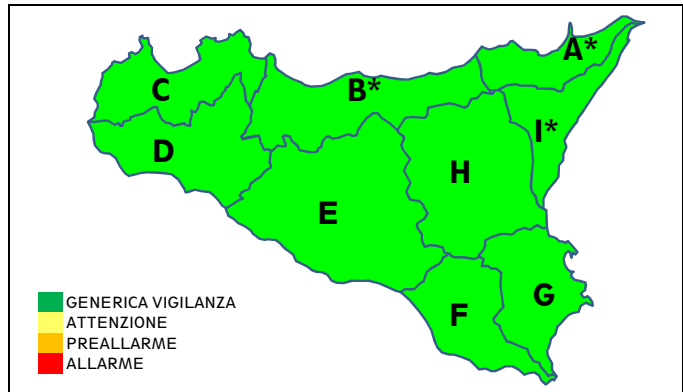 A*
C
B*
I*
D
H
E
G
F
GENERICA VIGILANZA
ATTENZIONE
PREALLARME
ALLARME